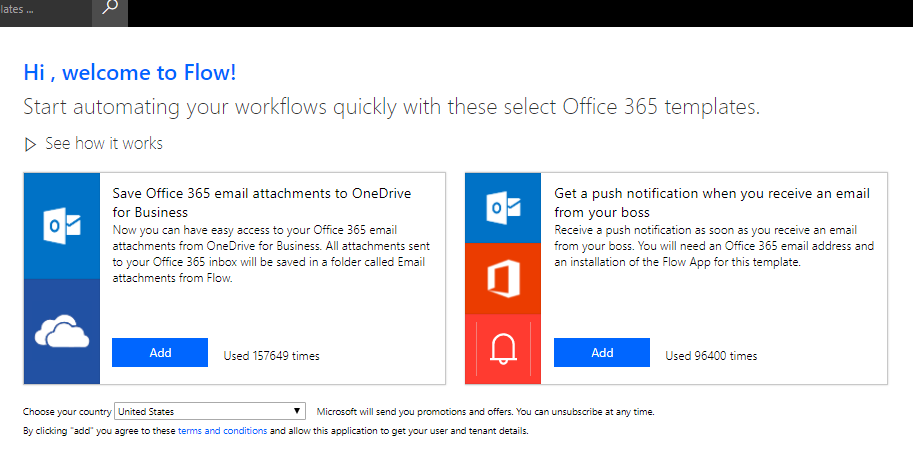 lates ...
Hi , welcome to Flow!
Start automating your workflows quickly with these select Office 365 templates.
See how it works
Save Office 365 email attachments to OneDrive
for Business
Now you can have easy access to your Office 365 email
attachments from OneDrive for Business. All attachments sent
to your Office 365 inbox will be saved in a folder called Email
attachments from Flow.
Add
Used 157649 times
Get a push notification when you receive an email
from your boss
Receive a push notification as soon as you receive an email
from your boss. You will need an Office 365 email address and
an installation of the Flow App for this template.
Add
Used 96400 times
Choose your country United States Microsoft will send you promotions and offers. You can unsubscribe at any time.
By clicking "add" you agree to these terms and conditions and allow this application to get your user and tenant details.